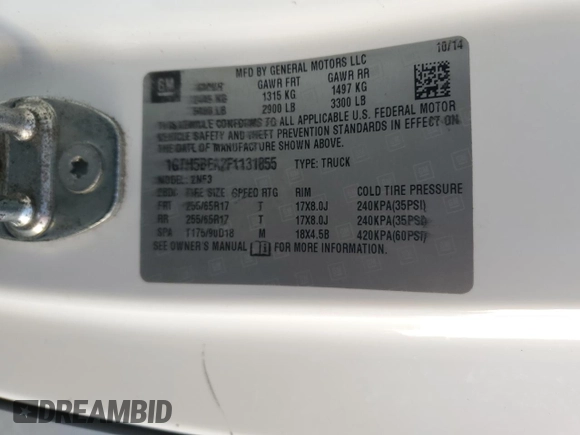 10/14
MFD BY GENERAL MOTORS LLC
GM GAWR FRT GAWR RR
1315 KG 1497 KG
LB 2900 LB 3300 LB
THIS VEHICLE CONFORMS TO ALL APPLICABLE U.S. FEDERAL MOTOR
VEHICLE SAFETY AND THEFT PREVENTION STANDARDS IN EFFECT ON
THE DATE OF MANUFACTURE SHOWN ABOVE.
TYPE: TRUCK
MODEL:
TIRE SIZE SPEED RTG RIM COLD TIRE PRESSURE
FRT 255/65R17 T 17X8.0J 240KPA(35PSI)
RR 255/65R17 T 17X8.0J 240KPA(35PSI)
SPA T175/90D18 M 18X4.5B 420KPA(60PSI)
SEE OWNER'S MANUAL FOR MORE INFORMATION.
DREAMBID